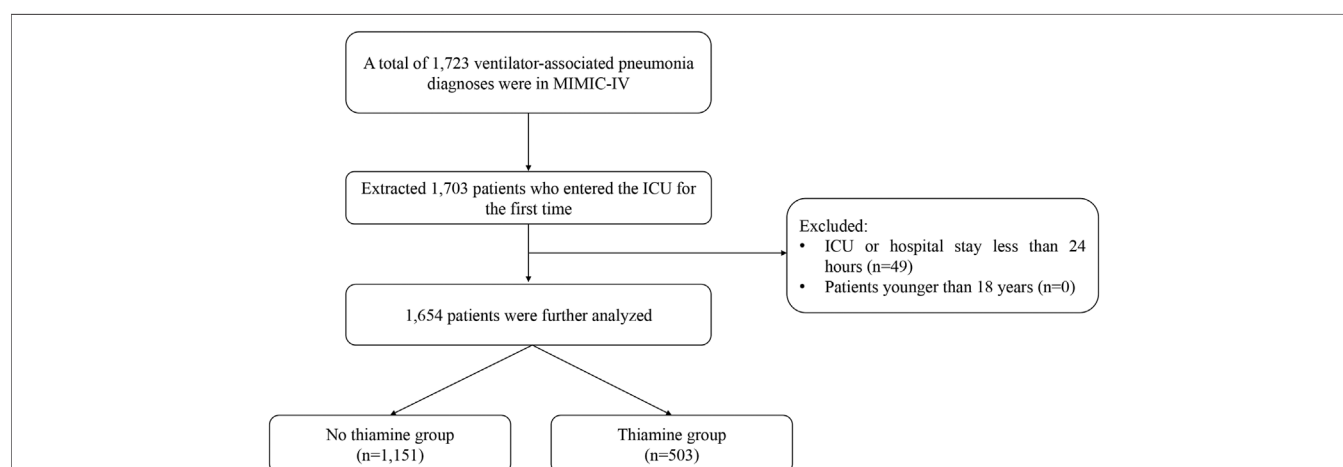 A total of 1,723 ventilator-associated pneumonia
diagnoses were in MIMIC-IV
Extracted 1,703 patients who entered the ICU for
the first time
Excluded:
• ICU or hospital stay less than 24
hours (n=49)
• Patients younger than 18 years (n=0)
1,654 patients were further analyzed
No thiamine group
(n=1,151)
Thiamine group
(n=503)